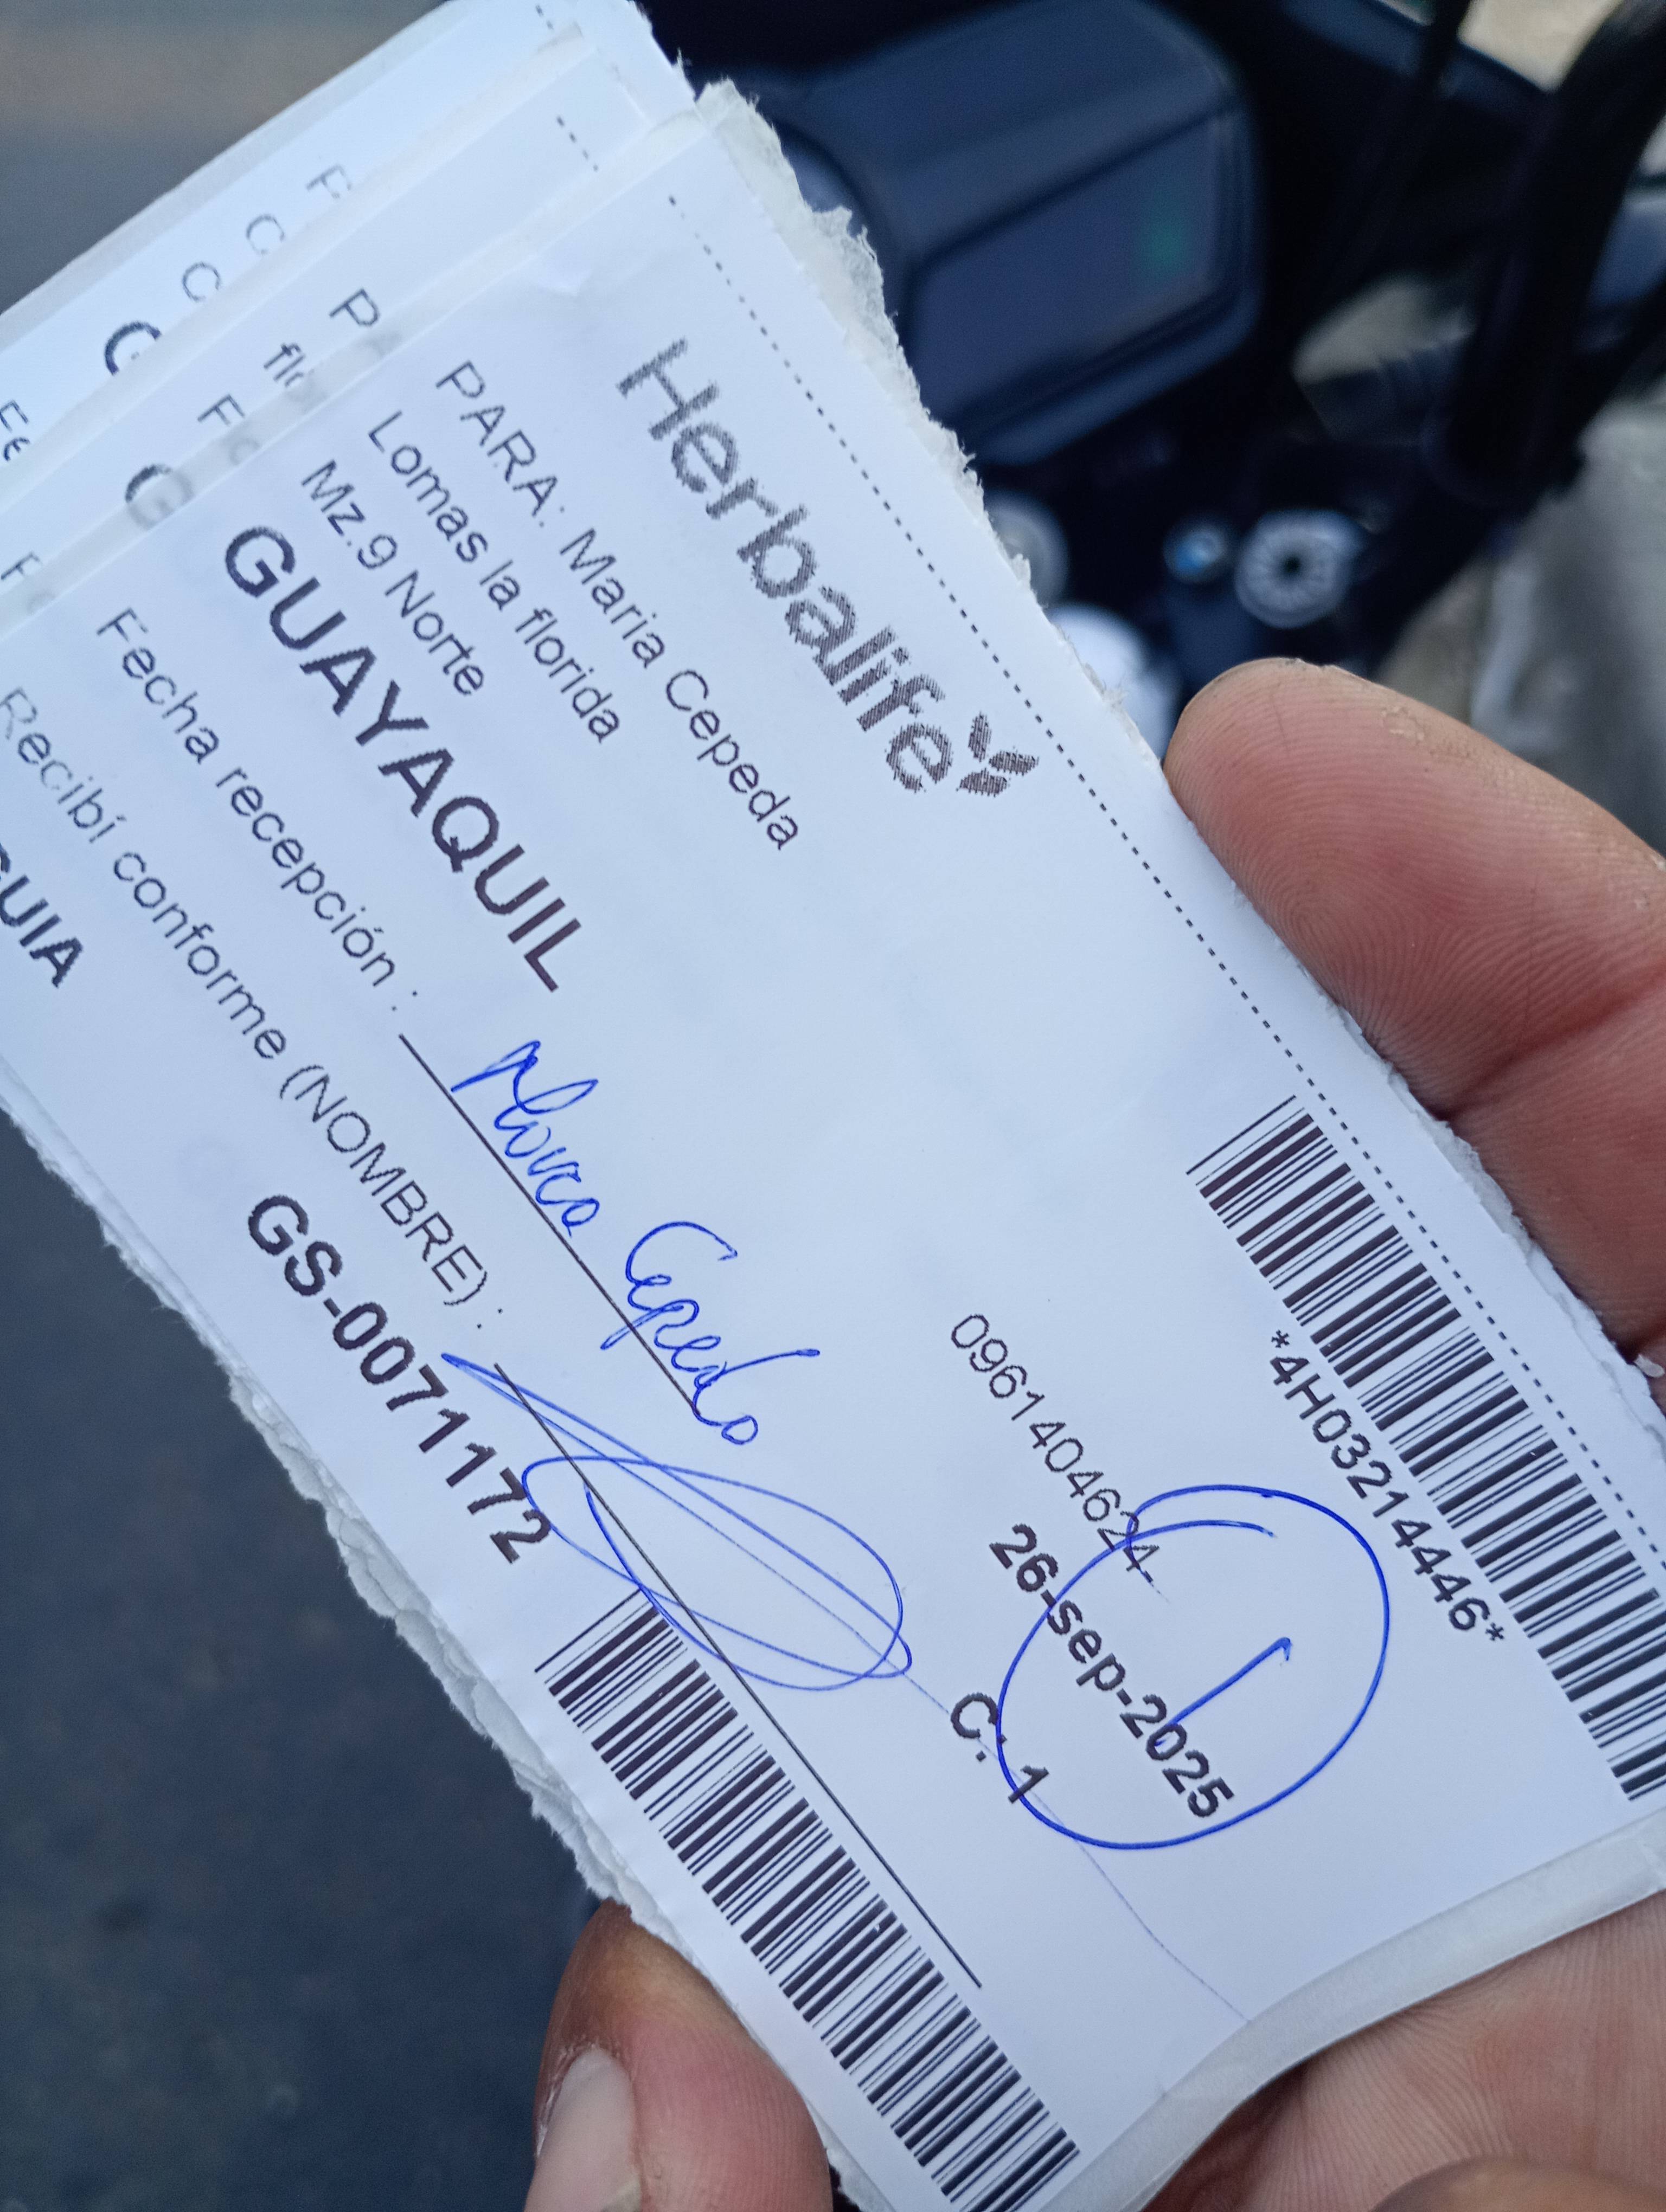 Herbalife
*4H03214446*
PARA: Maria Cepeda
Lomas la florida
0961404624-
Mz.9 Norte
26-sep-2025
GUAYAQUIL
C: 1
Fecha recepción :
Cepeda
Recibí conforme (NOMBRE) :
GUIA
GS-0071172